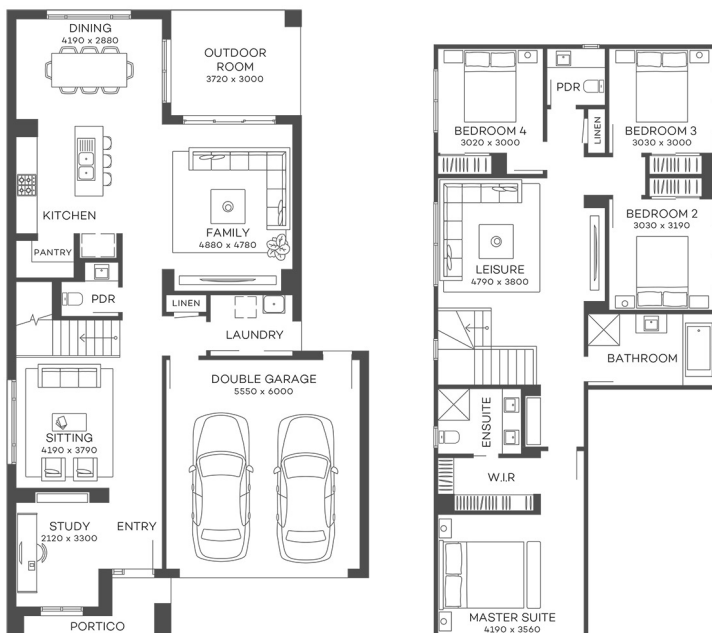 DINING
4190 x 2880
OUTDOOR
ROOM
3720 x 3000
KITCHEN
FAMILY
4880 x 4780
PANTRY
PDR
LINEN
LAUNDRY
DOUBLE GARAGE
5550 x 6000
SITTING
4190 x 3790
STUDY
2120 x 3300
ENTRY
PORTICO
BEDROOM 4
3020 x 3000
PDR
LINEN
BEDROOM 3
3030 x 3000
BEDROOM 2
3030 x 3190
LEISURE
4790 x 3800
BATHROOM
ENSUITE
W.I.R
MASTER SUITE
4190 x 3560